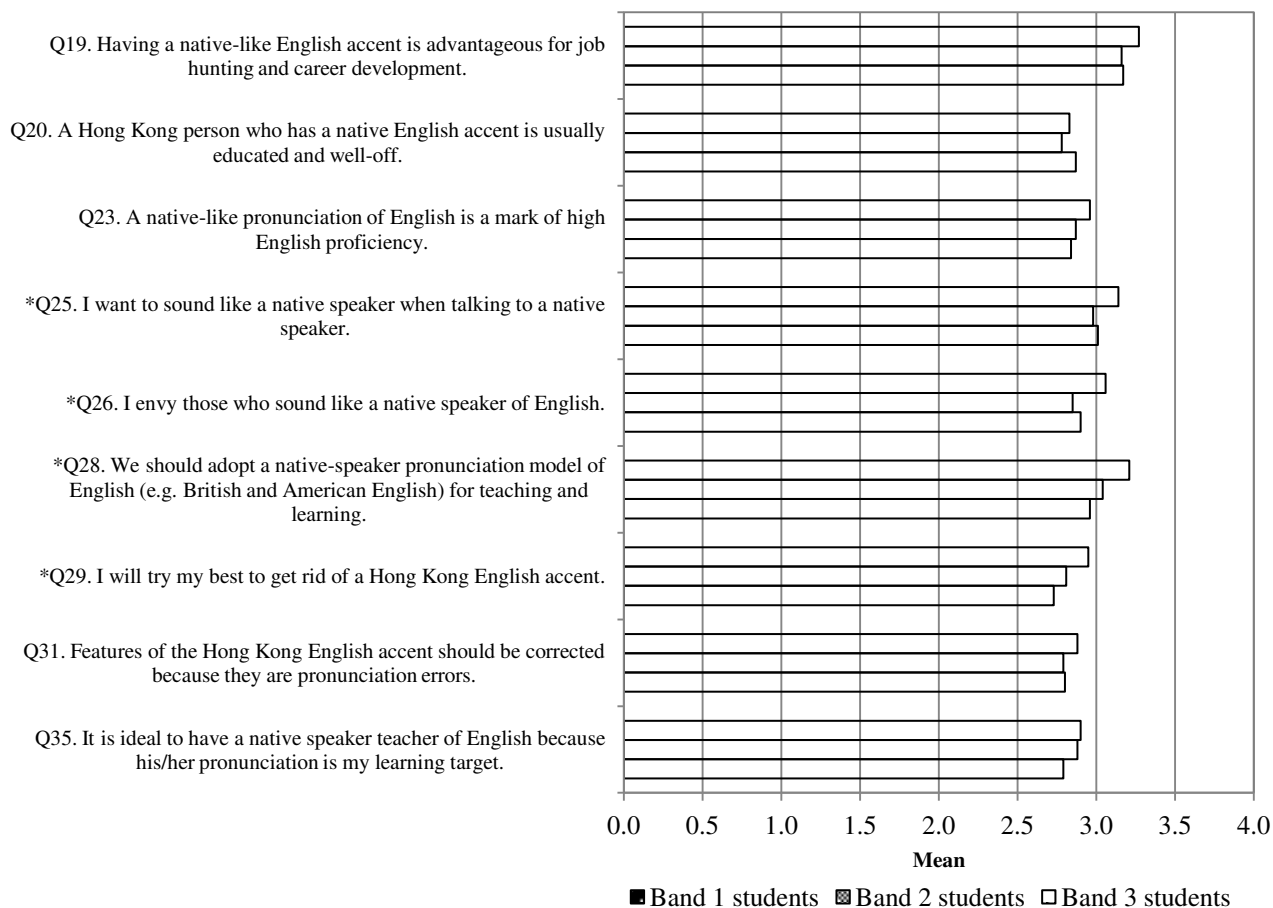 Q19. Having a native-like English accent is advantageous for job
hunting and career development.
Q20. A Hong Kong person who has a native English accent is usually
educated and well-off.
Q23. A native-like pronunciation of English is a mark of high
English proficiency.
*Q25. I want to sound like a native speaker when talking to a native
speaker.
*Q26. I envy those who sound like a native speaker of English.
*Q28. We should adopt a native-speaker pronunciation model of
English (e.g. British and American English) for teaching and
learning.
*Q29. I will try my best to get rid of a Hong Kong English accent.
Q31. Features of the Hong Kong English accent should be corrected
because they are pronunciation errors.
Q35. It is ideal to have a native speaker teacher of English because
his/her pronunciation is my learning target.
0.0 0.5 1.0 1.5 2.0 2.5 3.0 3.5 4.0
Mean
Band 1 students Band 2 students Band 3 students